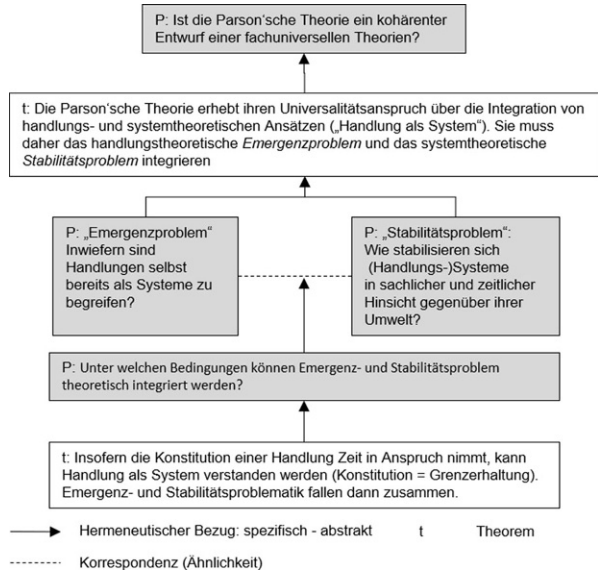 P: Ist die Parson‘sche Theorie ein kohärenter
Entwurf einer fachuniversellen Theorien?
t: Die Parson‘sche Theorie erhebt ihren Universalitätsanspruch über die Integration von
handlungs- und systemtheoretischen Ansätzen („Handlung als System“). Sie muss
daher das handlungstheoretische Emergenzproblem und das systemtheoretische
Stabilitätsproblem integrieren
P: „Emergenzproblem“
Inwiefern sind
Handlungen selbst
bereits als Systeme zu
begreifen?
P: „Stabilitätsproblem“:
Wie stabilisieren sich
(Handlungs-)Systeme
in sachlicher und zeitlicher
Hinsicht gegenüber ihrer
Umwelt?
P: Unter welchen Bedingungen können Emergenz- und Stabilitätsproblem
theoretisch integriert werden?
t: Insofern die Konstitution einer Handlung Zeit in Anspruch nimmt, kann
Handlung als System verstanden werden (Konstitution = Grenzerhaltung).
Emergenz- und Stabilitätsproblematik fallen dann zusammen.
Hermeneutischer Bezug: spezifisch - abstrakt t Theorem
Korrespondenz (Ähnlichkeit)